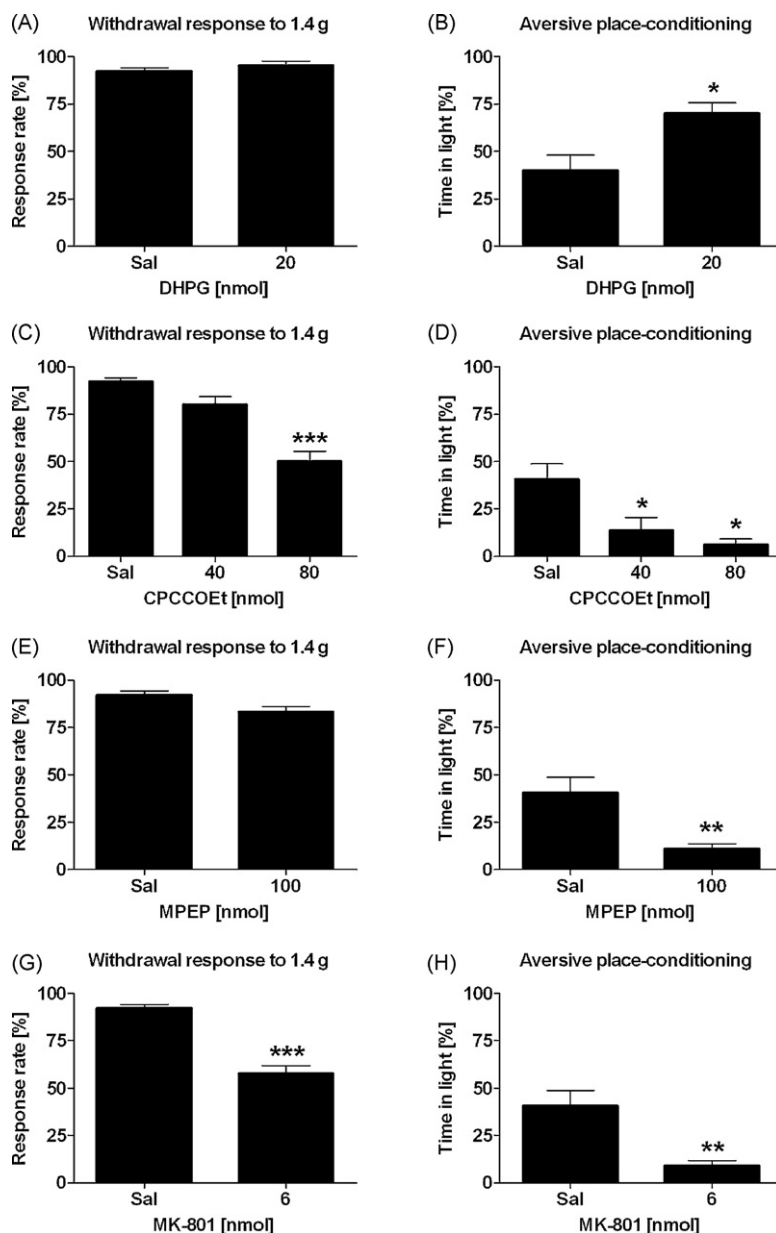 (A) Withdrawal response to 1.4 g
Response rate [%]
100
75
50
25
0
Sal 20
DHPG [nmol]
(B) Aversive place-conditioning
Time in light [%]
100
75
50
25
0
*
Sal 20
DHPG [nmol]
(C) Withdrawal response to 1.4 g
Response rate [%]
100
75
50
25
0
***
Sal 40 80
CPCCOEt [nmol]
(D) Aversive place-conditioning
Time in light [%]
100
75
50
25
0
* *
Sal 40 80
CPCCOEt [nmol]
(E) Withdrawal response to 1.4 g
Response rate [%]
100
75
50
25
0
Sal 100
MPEP [nmol]
(F) Aversive place-conditioning
Time in light [%]
100
75
50
25
0
**
Sal 100
MPEP [nmol]
(G) Withdrawal response to 1.4 g
Response rate [%]
100
75
50
25
0
***
Sal 6
MK-801 [nmol]
(H) Aversive place-conditioning
Time in light [%]
100
75
50
25
0
**
Sal 6
MK-801 [nmol]